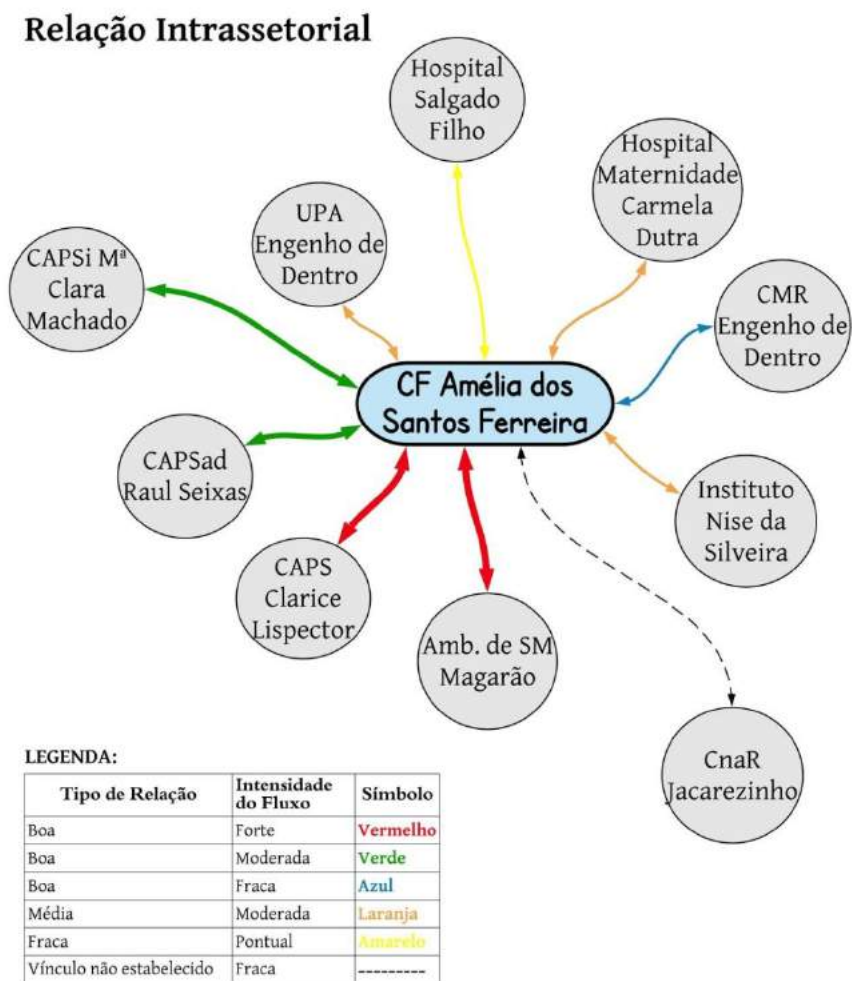 Relação Intrassetorial
Hospital
Salgado
Filho
Hospital
Maternidade
Carmela
Dutra
UPA
Engenho de
Dentro
CAPSi Mª
Clara
Machado
CMR
Engenho de
Dentro
CF Amélia dos
Santos Ferreira
CAPSad
Raul Seixas
Instituto
Nise da
Silveira
CAPS
Clarice
Lispector
Amb. de SM
Magarão
CnaR
Jacarezinho
LEGENDA:
Tipo de Relação Intensidade do Fluxo Símbolo
Boa Forte Vermelho
Boa Moderada Verde
Boa Fraca Azul
Média Moderada Laranja
Fraca Pontual Amarelo
Vínculo não estabelecido Fraca ---------